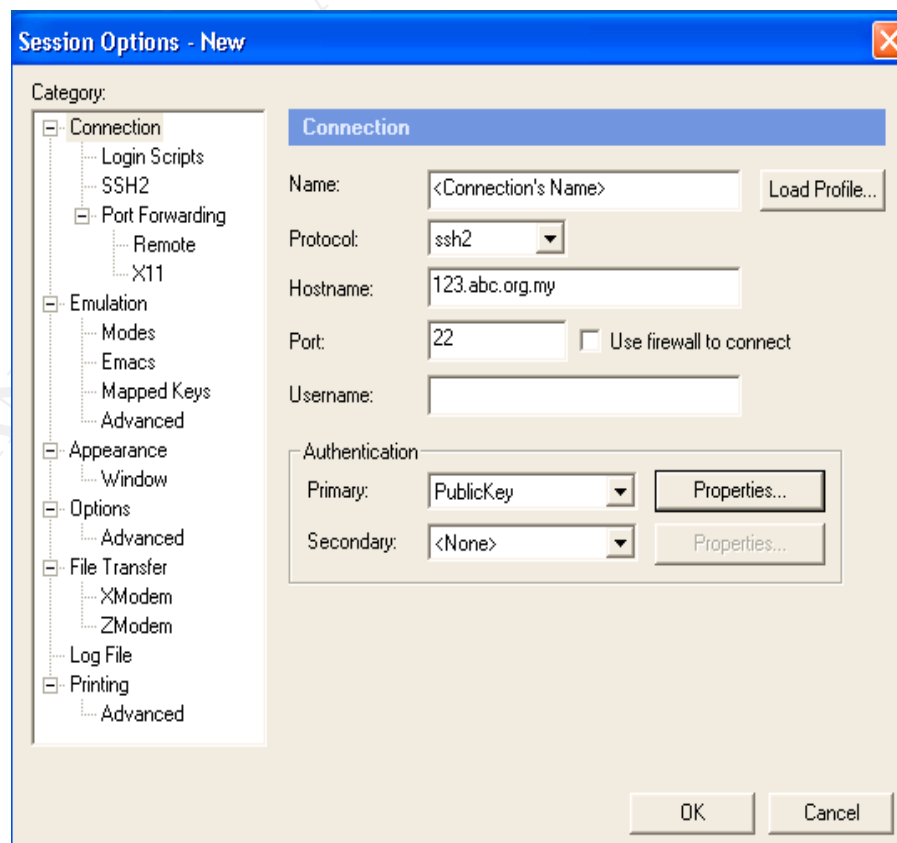 Session Options - New
Category:
Connection
Login Scripts
SSH2
Port Forwarding
Remote
X11
Emulation
Modes
Emacs
Mapped Keys
Advanced
Appearance
Window
Options
Advanced
File Transfer
XModem
ZModem
Log File
Printing
Advanced
Connection
Name: <Connection's Name> Load Profile...
Protocol: ssh2
Hostname: 123.abc.org.my
Port: 22 Use firewall to connect
Username:
Authentication
Primary: PublicKey Properties...
Secondary: <None> Properties...
OK Cancel